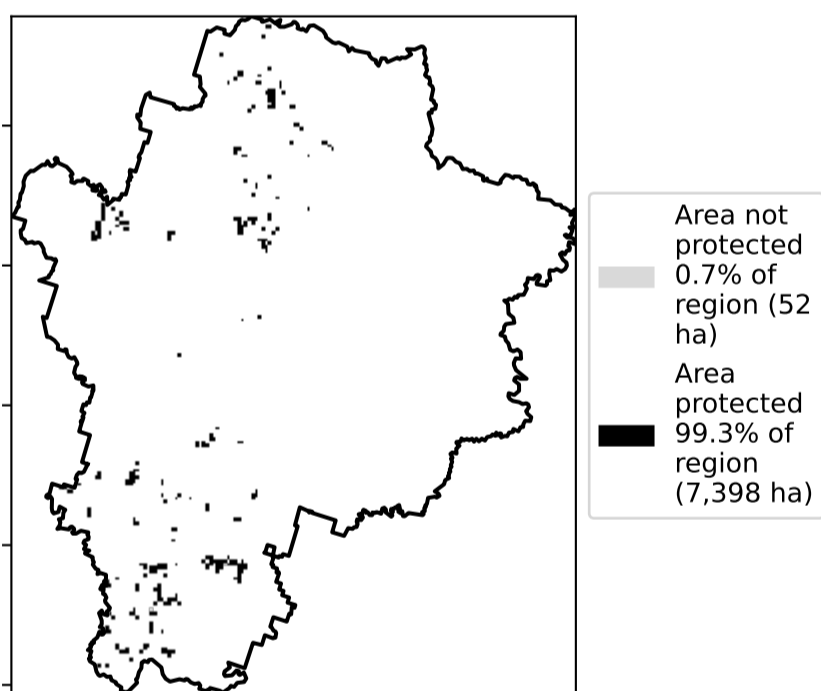 Area not
protected
0.7% of
region (52
ha)
Area
protected
99.3% of
region
(7,398 ha)